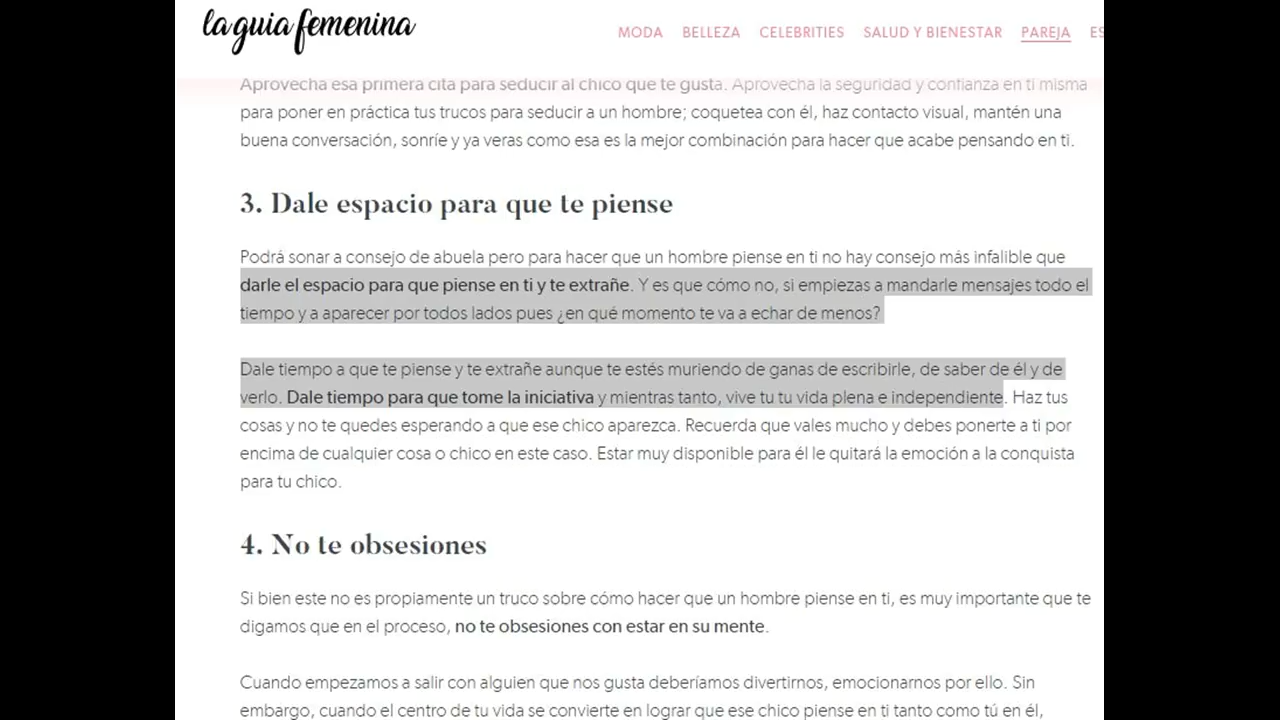 la guia femenina
MODA BELLEZA CELEBRITIES SALUD Y BIENESTAR PAREJA ES
Aprovecha esa primera cita para seducir al chico que te gusta. Aprovecha la seguridad y confianza en ti misma
para poner en práctica tus trucos para seducir a un hombre; coquetea con él, haz contacto visual, mantén una
buena conversación, sonríe y ya veras como esa es la mejor combinación para hacer que acabe pensando en ti.
3. Dale espacio para que te piense
Podrá sonar a consejo de abuela pero para hacer que un hombre piense en ti no hay consejo más infalible que
darle el espacio para que piense en ti y te extrañe. Y es que cómo no, si empiezas a mandarle mensajes todo el
tiempo y a aparecer por todos lados pues ¿en qué momento te va a echar de menos?
Dale tiempo a que te piense y te extrañe aunque te estés muriendo de ganas de escribirle, de saber de él y de
verlo. Dale tiempo para que tome la iniciativa y mientras tanto, vive tu tu vida plena e independiente. Haz tus
cosas y no te quedes esperando a que ese chico aparezca. Recuerda que vales mucho y debes ponerte a ti por
encima de cualquier cosa o chico en este caso. Estar muy disponible para él le quitará la emoción a la conquista
para tu chico.
4. No te obsesiones
Si bien este no es propiamente un truco sobre cómo hacer que un hombre piense en ti, es muy importante que te
digamos que en el proceso, no te obsesiones con estar en su mente.
Cuando empezamos a salir con alguien que nos gusta deberíamos divertirnos, emocionarnos por ello. Sin
embargo, cuando el centro de tu vida se convierte en lograr que ese chico piense en ti tanto como tú en él,